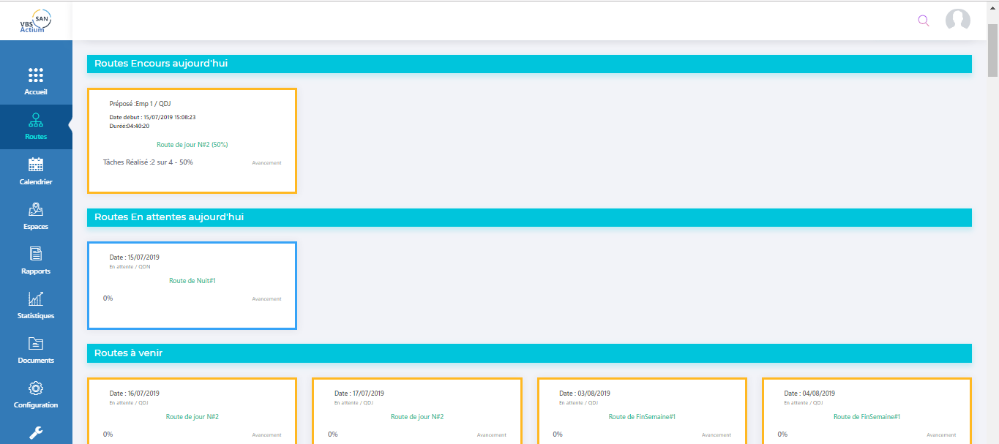 SAN
VBS
Actium
Accueil
Routes
Calendrier
Espaces
Rapports
Statistiques
Documents
Configuration
Routes Encours aujourd'hui
Préposé :Emp 1 / QDJ
Date début : 15/07/2019 15:08:23
Dureé:04:40:20
Route de jour N#2 (50%)
Tâches Réalisé :2 sur 4 - 50% Avancement
Routes En attentes aujourd'hui
Date : 15/07/2019
En attente / QDN
Route de Nuit#1
0% Avancement
Routes à venir
Date : 16/07/2019
En attente / QDJ
Route de jour N#2
0% Avancement
Date : 17/07/2019
En attente / QDJ
Route de jour N#2
0% Avancement
Date : 03/08/2019
En attente / QDJ
Route de FinSemaine#1
0% Avancement
Date : 04/08/2019
En attente / QDJ
Route de FinSemaine#1
0% Avancement